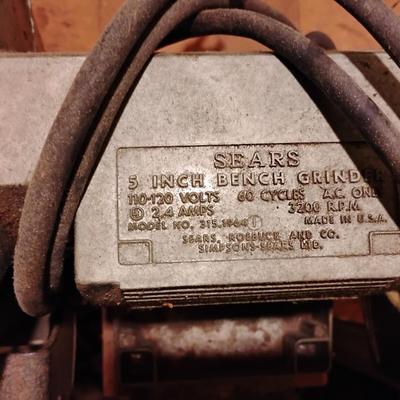 SEARS
5 INCH BENCH GRINDER
110-120 VOLTS 60 CYCLES A.C. ONLY
2.4 AMPS 3200 R.P.M.
MODEL NO. 315.1964 MADE IN U.S.A.
SEARS, ROEBUCK AND CO.
SIMPSONS-SEARS LTD.